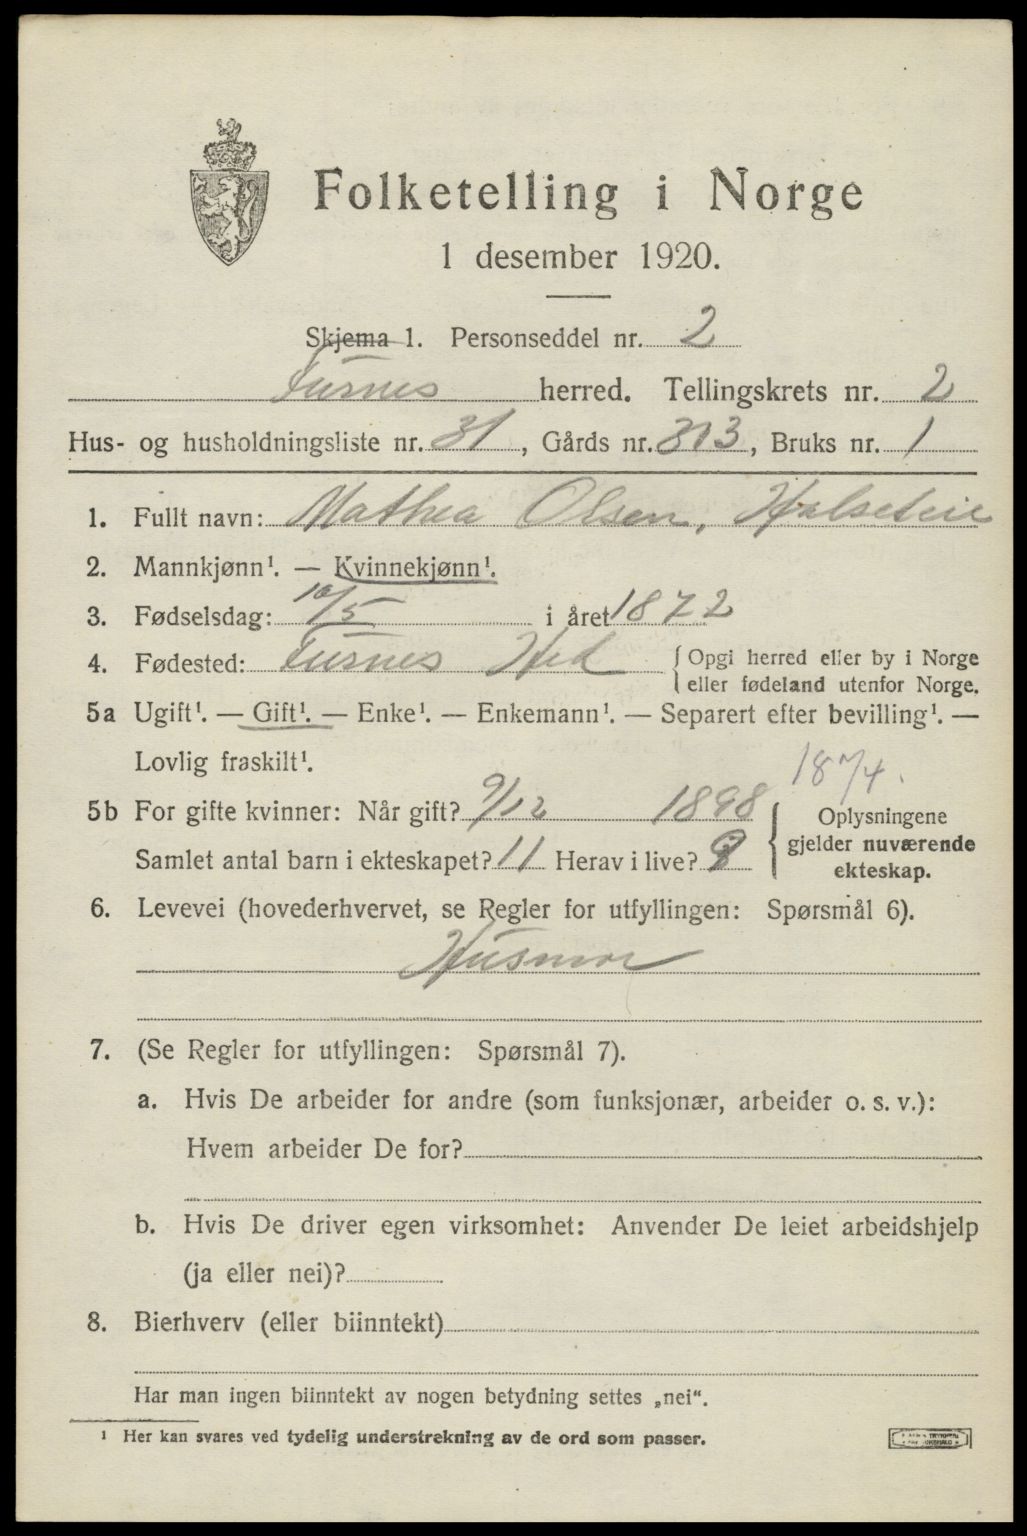 Folketelling i Norge
1 desember 1920.
Skjema 1. Personseddel nr. 2
Furnes herred. Tellingskrets nr. 2
Hus- og husholdningsliste nr. 31, Gårds nr. 313, Bruks nr. 1
1. Fullt navn: Mathea Olsen, Halseteie
2. Mannkjønn¹. — Kvinnekjønn¹.
3. Fødselsdag: 10/5 i året 1872
4. Fødested: Furnes Hed { Opgi herred eller by i Norge
eller fødeland utenfor Norge.
5a Ugift¹. — Gift¹. — Enke¹. — Enkemann¹. — Separert efter bevilling¹. —
Lovlig fraskilt¹.
18 7/4.
5b For gifte kvinner: Når gift? 9/12 1898
Samlet antal barn i ekteskapet? 11 Herav i live? 9
{ Oplysningene
gjelder nuværende
ekteskap.
6. Levevei (hovederhvervet, se Regler for utfyllingen: Spørsmål 6).
Husmor
7. (Se Regler for utfyllingen: Spørsmål 7).
a. Hvis De arbeider for andre (som funksjonær, arbeider o. s. v.):
Hvem arbeider De for?
b. Hvis De driver egen virksomhet: Anvender De leiet arbeidshjelp
(ja eller nei)?
8. Bierhverv (eller biinntekt)
Har man ingen biinntekt av nogen betydning settes „nei“.
¹ Her kan svares ved tydelig understrekning av de ord som passer.